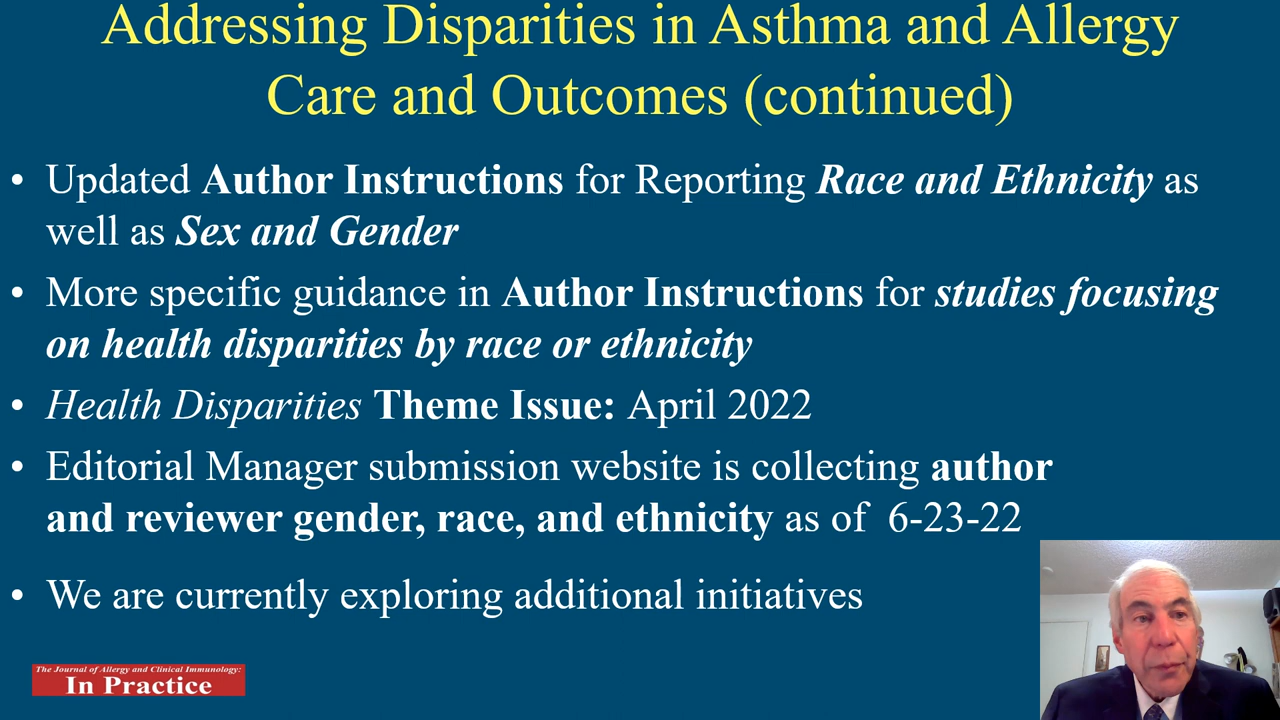 Addressing Disparities in Asthma and Allergy
Care and Outcomes (continued)
• Updated Author Instructions for Reporting Race and Ethnicity as
well as Sex and Gender
• More specific guidance in Author Instructions for studies focusing
on health disparities by race or ethnicity
• Health Disparities Theme Issue: April 2022
• Editorial Manager submission website is collecting author
and reviewer gender, race, and ethnicity as of 6-23-22
• We are currently exploring additional initiatives
The Journal of Allergy and Clinical Immunology:
In Practice